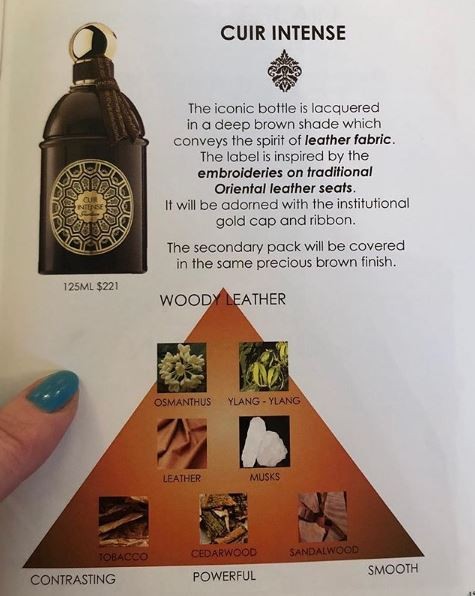 CUIR INTENSE
The iconic bottle is lacquered
in a deep brown shade which
conveys the spirit of leather fabric.
The label is inspired by the
embroideries on traditional
Oriental leather seats.
It will be adorned with the institutional
gold cap and ribbon.
The secondary pack will be covered
in the same precious brown finish.
CUIR
INTENSE
Guerlain
125ML $221
WOODY LEATHER
OSMANTHUS YLANG - YLANG
LEATHER MUSKS
TOBACCO CEDARWOOD SANDALWOOD
CONTRASTING POWERFUL SMOOTH